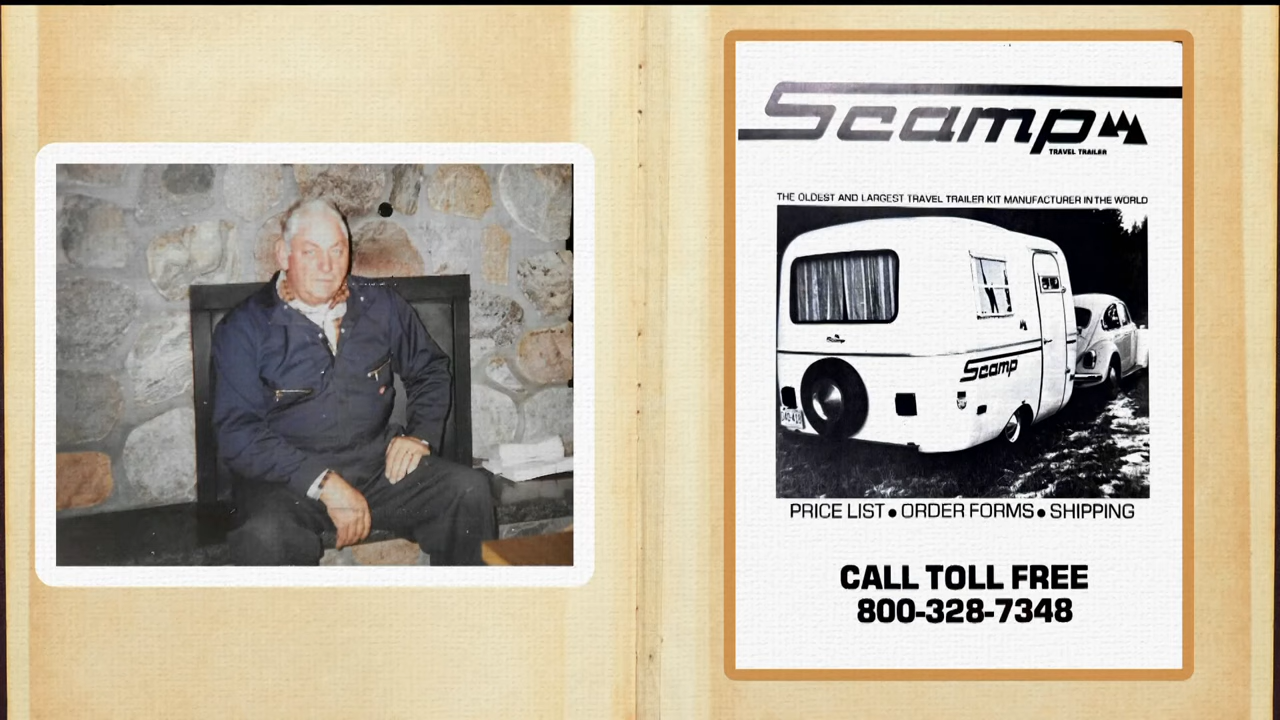 Scamp
TRAVEL TRAILER
THE OLDEST AND LARGEST TRAVEL TRAILER KIT MANUFACTURER IN THE WORLD
Scamp
PRICE LIST • ORDER FORMS • SHIPPING
CALL TOLL FREE
800-328-7348